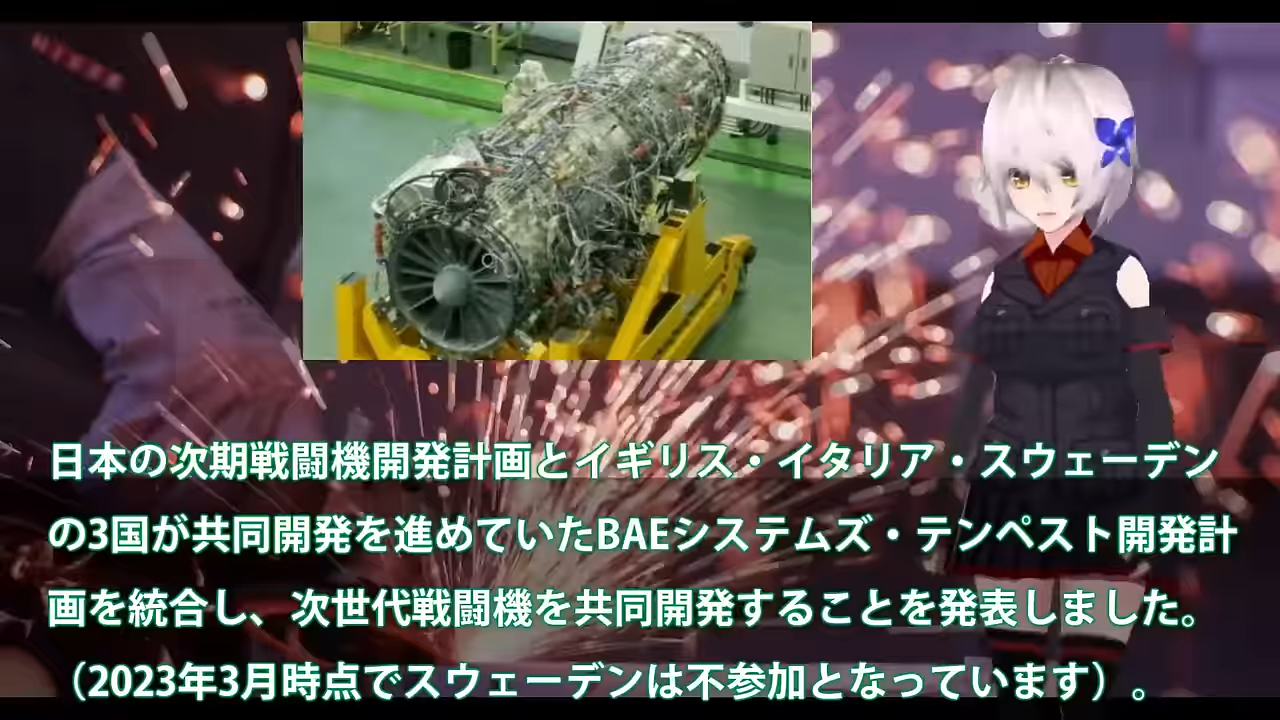 日本の次期戦闘機開発計画とイギリス・イタリア・スウェーデン
の3国が共同開発を進めていたBAEシステムズ・テンペスト開発計
画を統合し、次世代戦闘機を共同開発することを発表しました。
（2023年3月時点でスウェーデンは不参加となっています）。